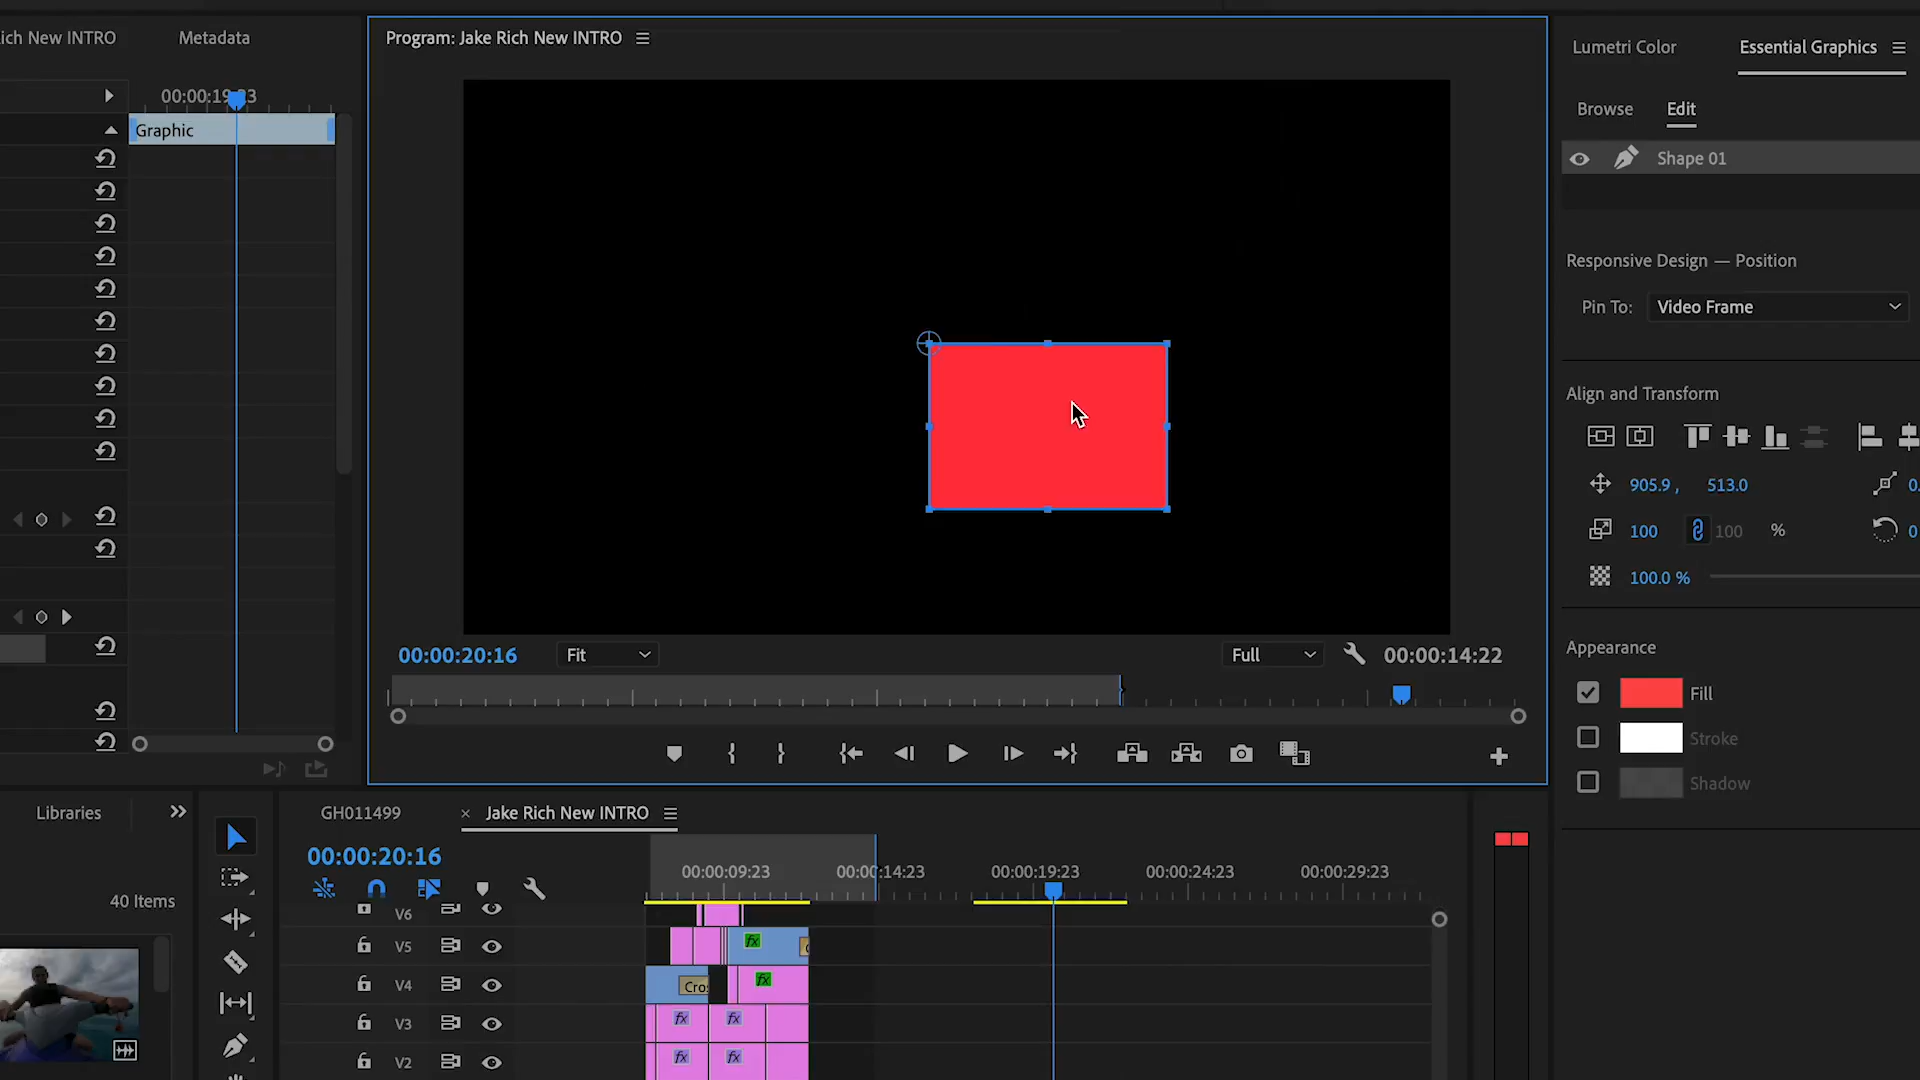 ich New INTRO
Metadata
Program: Jake Rich New INTRO
Lumetri Color
Essential Graphics
00:00:19:23
Graphic
Browse
Edit
Shape 01
Responsive Design — Position
Pin To:
Video Frame
Align and Transform
905.9 ,
513.0
0.
100
100
%
0
100.0 %
00:00:20:16
Fit
Full
00:00:14:22
Appearance
Fill
Stroke
Shadow
Libraries
GH011499
× Jake Rich New INTRO
00:00:20:16
00:00:09:23
00:00:14:23
00:00:19:23
00:00:24:23
00:00:29:23
40 Items
V6
V5
fx
V4
Cros
fx
V3
fx
fx
V2
fx
fx